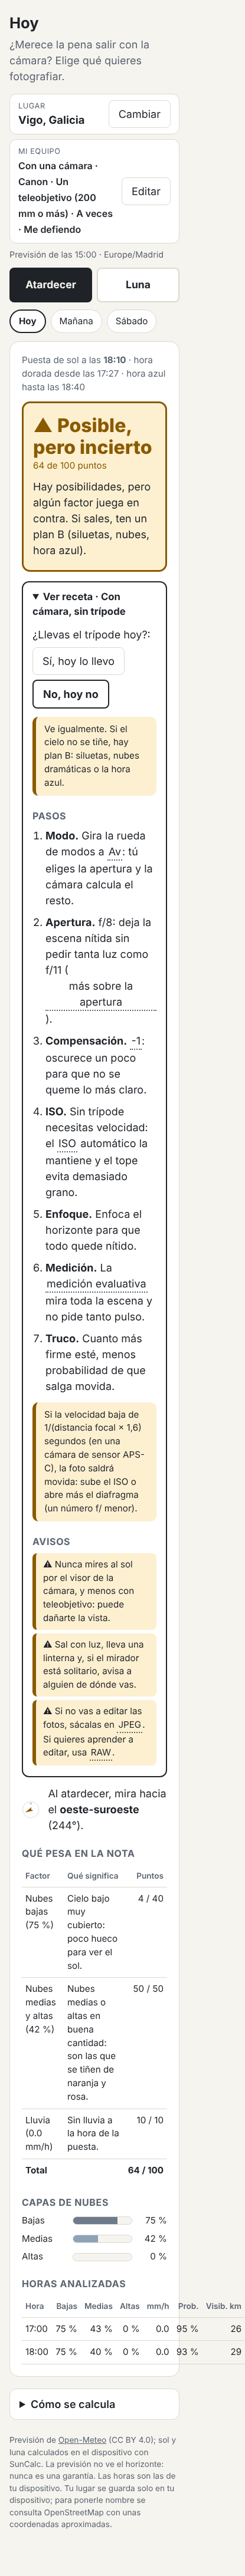 Hoy
¿Merece la pena salir con la
cámara? Elige qué quieres
fotografiar.
LUGAR
Vigo, Galicia
Cambiar
MI EQUIPO
Con una cámara ·
Canon · Un
teleobjetivo (200
mm o más) · A veces
· Me defiendo
Editar
Previsión de las 15:00 · Europe/Madrid
Atardecer
Luna
Hoy
Mañana
Sábado
Puesta de sol a las 18:10 · hora
dorada desde las 17:27 · hora azul
hasta las 18:40
▲ Posible,
pero incierto
64 de 100 puntos
Hay posibilidades, pero
algún factor juega en
contra. Si sales, ten un
plan B (siluetas, nubes,
hora azul).
▼ Ver receta · Con
cámara, sin trípode
¿Llevas el trípode hoy?:
Sí, hoy lo llevo
No, hoy no
Ve igualmente. Si el
cielo no se tiñe, hay
plan B: siluetas, nubes
dramáticas o la hora
azul.
PASOS
1. Modo. Gira la rueda
de modos a Av: tú
eliges la apertura y la
cámara calcula el
resto.
2. Apertura. f/8: deja la
escena nítida sin
pedir tanta luz como
f/11 (
más sobre la
apertura
).
3. Compensación. -1:
oscurece un poco
para que no se
queme lo más claro.
4. ISO. Sin trípode
necesitas velocidad:
el ISO automático la
mantiene y el tope
evita demasiado
grano.
5. Enfoque. Enfoca el
horizonte para que
todo quede nítido.
6. Medición. La
medición evaluativa
mira toda la escena y
no pide tanto pulso.
7. Truco. Cuanto más
firme esté, menos
probabilidad de que
salga movida.
Si la velocidad baja de
1/(distancia focal × 1,6)
segundos (en una
cámara de sensor APS-
C), la foto saldrá
movida: sube el ISO o
abre más el diafragma
(un número f/ menor).
AVISOS
⚠ Nunca mires al sol
por el visor de la
cámara, y menos con
teleobjetivo: puede
dañarte la vista.
⚠ Sal con luz, lleva una
linterna y, si el mirador
está solitario, avisa a
alguien de dónde vas.
⚠ Si no vas a editar las
fotos, sácalas en JPEG.
Si quieres aprender a
editar, usa RAW.
Al atardecer, mira hacia
el oeste-suroeste
(244°).
QUÉ PESA EN LA NOTA
Factor Qué significa Puntos
Nubes bajas (75 %) Cielo bajo muy cubierto: poco hueco para ver el sol. 4 / 40
Nubes medias y altas (42 %) Nubes medias o altas en buena cantidad: son las que se tiñen de naranja y rosa. 50 / 50
Lluvia (0.0 mm/h) Sin lluvia a la hora de la puesta. 10 / 10
Total 64 / 100
CAPAS DE NUBES
Bajas 75 %
Medias 42 %
Altas 0 %
HORAS ANALIZADAS
Hora Bajas Medias Altas mm/h Prob. Visib. km
17:00 75 % 43 % 0 % 0.0 95 % 26
18:00 75 % 40 % 0 % 0.0 93 % 29
▶ Cómo se calcula
Previsión de Open-Meteo (CC BY 4.0); sol y
luna calculados en el dispositivo con
SunCalc. La previsión no ve el horizonte:
nunca es una garantía. Las horas son las de
tu dispositivo. Tu lugar se guarda solo en tu
dispositivo; para ponerle nombre se
consulta OpenStreetMap con unas
coordenadas aproximadas.